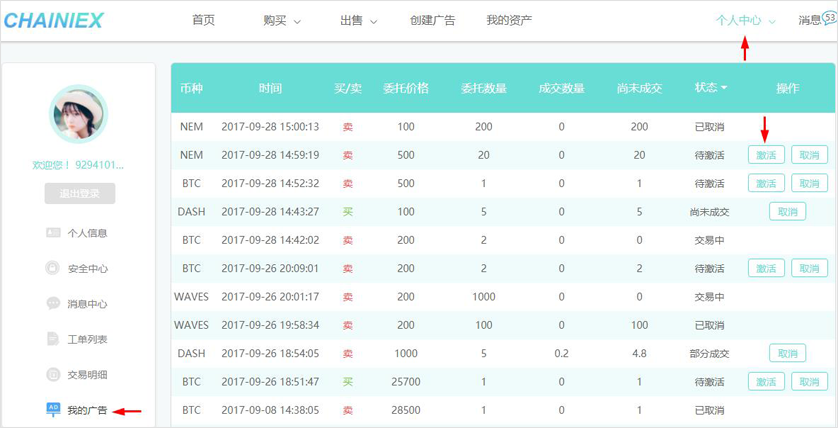 CHAINIEX 首页 购买 出售 创建广告 我的资产 个人中心 消息 53
欢迎您！ 9294101...
退出登录
个人信息
安全中心
消息中心
工单列表
交易明细
AD 我的广告
币种 时间 买/卖 委托价格 委托数量 成交数量 尚未成交 状态 操作
NEM 2017-09-28 15:00:13 卖 100 200 0 200 已取消
NEM 2017-09-28 14:59:19 卖 500 20 0 20 待激活 激活 取消
BTC 2017-09-28 14:52:32 卖 500 1 0 1 待激活 激活 取消
DASH 2017-09-28 14:43:27 买 100 5 0 5 尚未成交 取消
BTC 2017-09-28 14:42:02 卖 200 2 0 0 交易中
BTC 2017-09-26 20:09:01 卖 200 2 0 2 待激活 激活 取消
WAVES 2017-09-26 20:01:17 卖 200 1000 0 0 交易中
WAVES 2017-09-26 19:58:34 卖 200 100 0 100 已取消
DASH 2017-09-26 18:54:05 卖 1000 5 0.2 4.8 部分成交 取消
BTC 2017-09-26 18:51:47 买 25700 1 0 1 待激活 激活 取消
BTC 2017-09-08 14:38:05 卖 28500 1 0 1 已取消